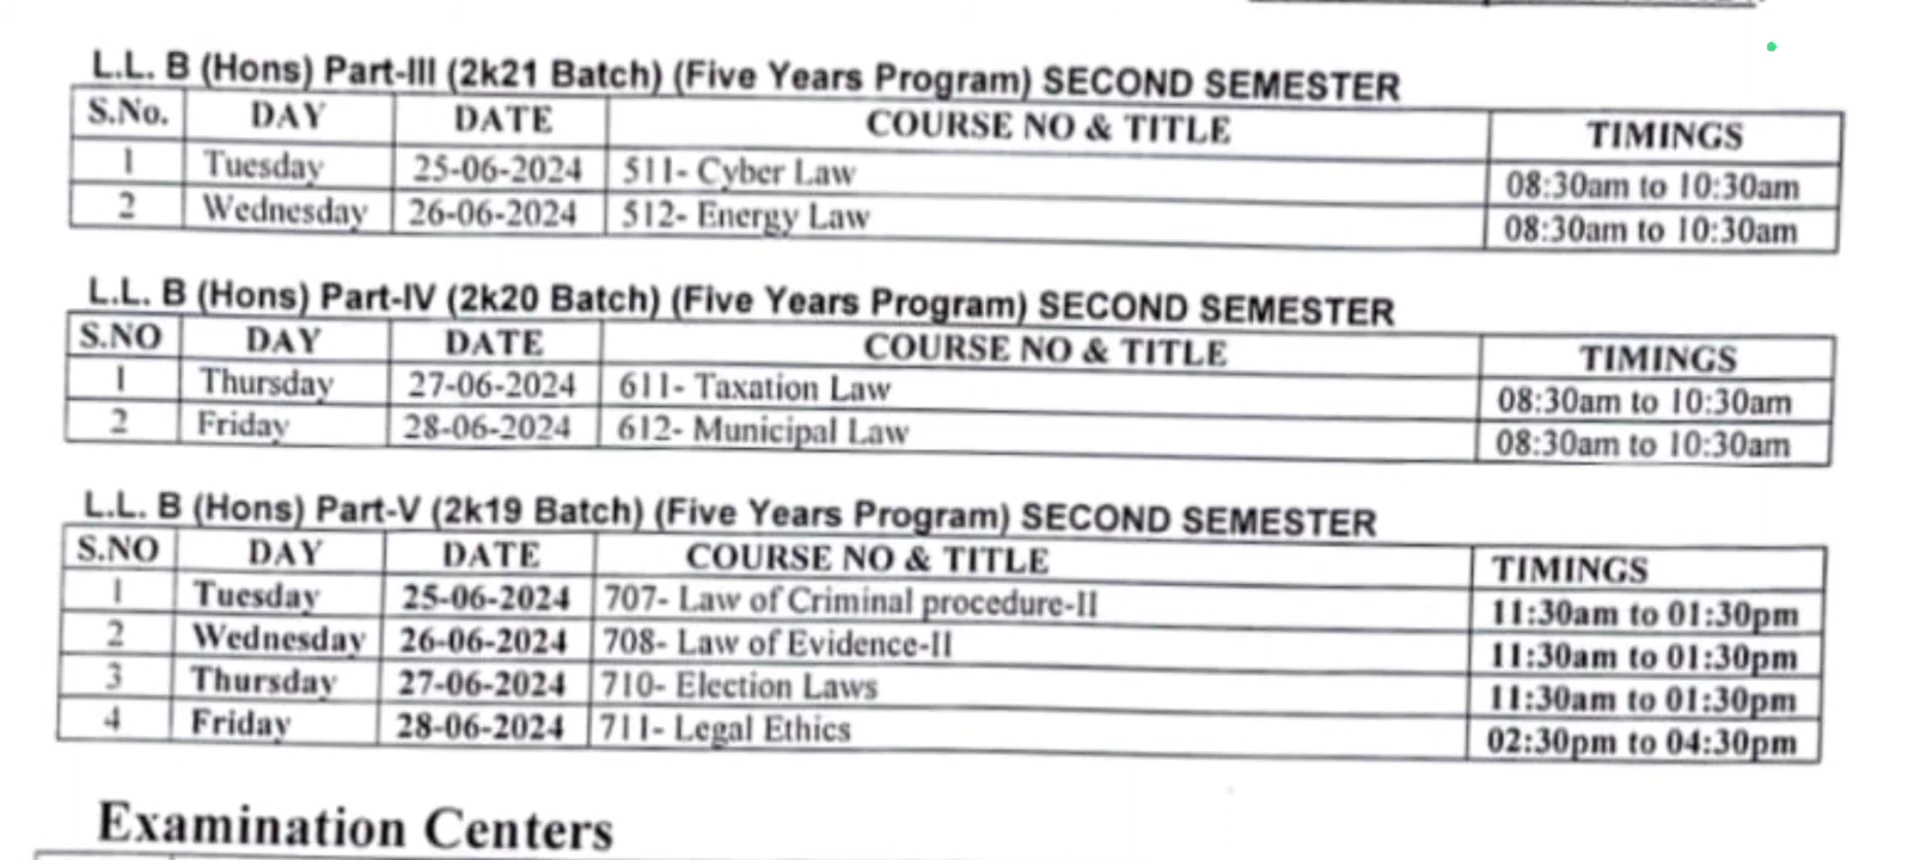 L.L. B (Hons) Part-III (2k21 Batch) (Five Years Program) SECOND SEMESTER
S.No. DAY DATE COURSE NO & TITLE TIMINGS
1 Tuesday 25-06-2024 511- Cyber Law 08:30am to 10:30am
2 Wednesday 26-06-2024 512- Energy Law 08:30am to 10:30am
L.L. B (Hons) Part-IV (2k20 Batch) (Five Years Program) SECOND SEMESTER
S.NO DAY DATE COURSE NO & TITLE TIMINGS
1 Thursday 27-06-2024 611- Taxation Law 08:30am to 10:30am
2 Friday 28-06-2024 612- Municipal Law 08:30am to 10:30am
L.L. B (Hons) Part-V (2k19 Batch) (Five Years Program) SECOND SEMESTER
S.NO DAY DATE COURSE NO & TITLE TIMINGS
1 Tuesday 25-06-2024 707- Law of Criminal procedure-II 11:30am to 01:30pm
2 Wednesday 26-06-2024 708- Law of Evidence-II 11:30am to 01:30pm
3 Thursday 27-06-2024 710- Election Laws 11:30am to 01:30pm
4 Friday 28-06-2024 711- Legal Ethics 02:30pm to 04:30pm
Examination Centers